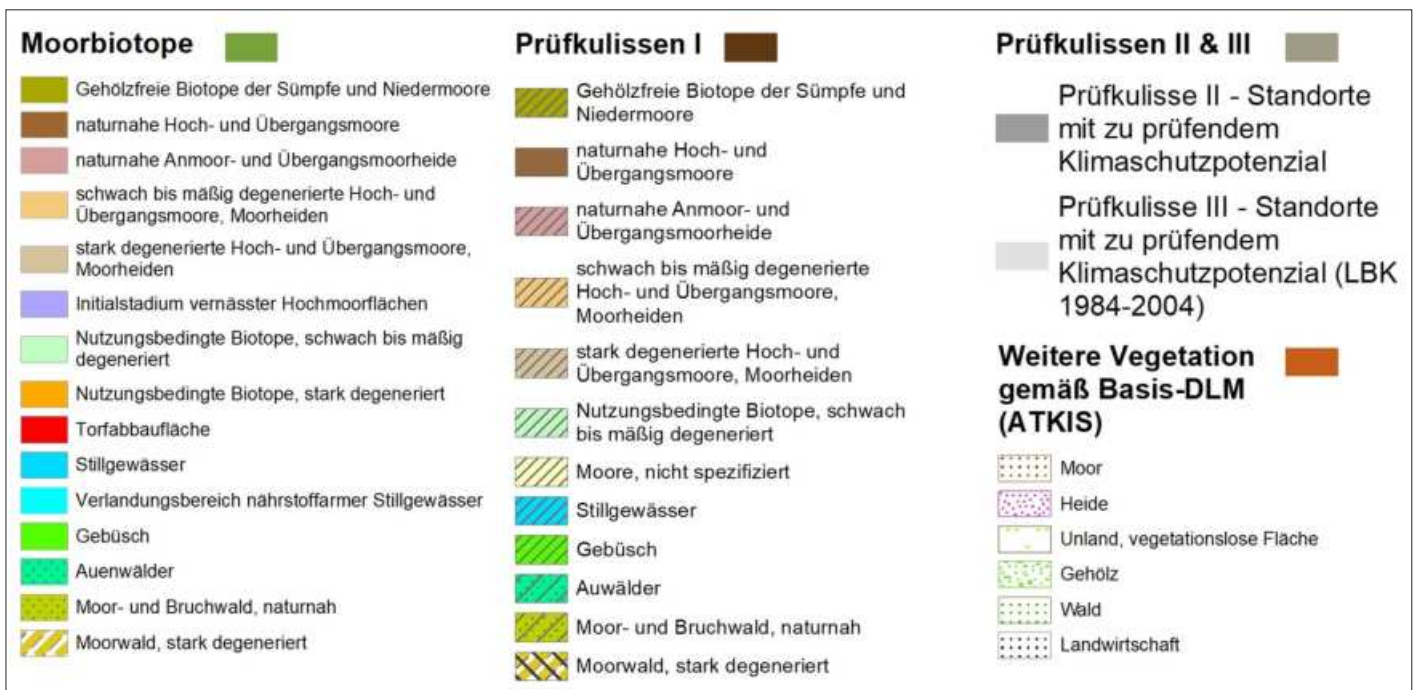 Moorbiotope
Gehölzfreie Biotope der Sümpfe und Niedermoore
naturnahe Hoch- und Übergangsmoore
naturnahe Anmoor- und Übergangsmoorheide
schwach bis mäßig degenerierte Hoch- und
Übergangsmoore, Moorheiden
stark degenerierte Hoch- und Übergangsmoore,
Moorheiden
Initialstadium vernässter Hochmoorflächen
Nutzungsbedingte Biotope, schwach bis mäßig
degeneriert
Nutzungsbedingte Biotope, stark degeneriert
Torfabbaufläche
Stillgewässer
Verlandungsbereich nährstoffarmer Stillgewässer
Gebüsch
Auenwälder
Moor- und Bruchwald, naturnah
Moorwald, stark degeneriert
Prüfkulissen I
Gehölzfreie Biotope der Sümpfe und
Niedermoore
naturnahe Hoch- und
Übergangsmoore
naturnahe Anmoor- und
Übergangsmoorheide
schwach bis mäßig degenerierte
Hoch- und Übergangsmoore,
Moorheiden
stark degenerierte Hoch- und
Übergangsmoore, Moorheiden
Nutzungsbedingte Biotope, schwach
bis mäßig degeneriert
Moore, nicht spezifiziert
Stillgewässer
Gebüsch
Auwälder
Moor- und Bruchwald, naturnah
Moorwald, stark degeneriert
Prüfkulissen II & III
Prüfkulisse II - Standorte
mit zu prüfendem
Klimaschutzpotenzial
Prüfkulisse III - Standorte
mit zu prüfendem
Klimaschutzpotenzial (LBK
1984-2004)
Weitere Vegetation
gemäß Basis-DLM
(ATKIS)
Moor
Heide
Unland, vegetationslose Fläche
Gehölz
Wald
Landwirtschaft